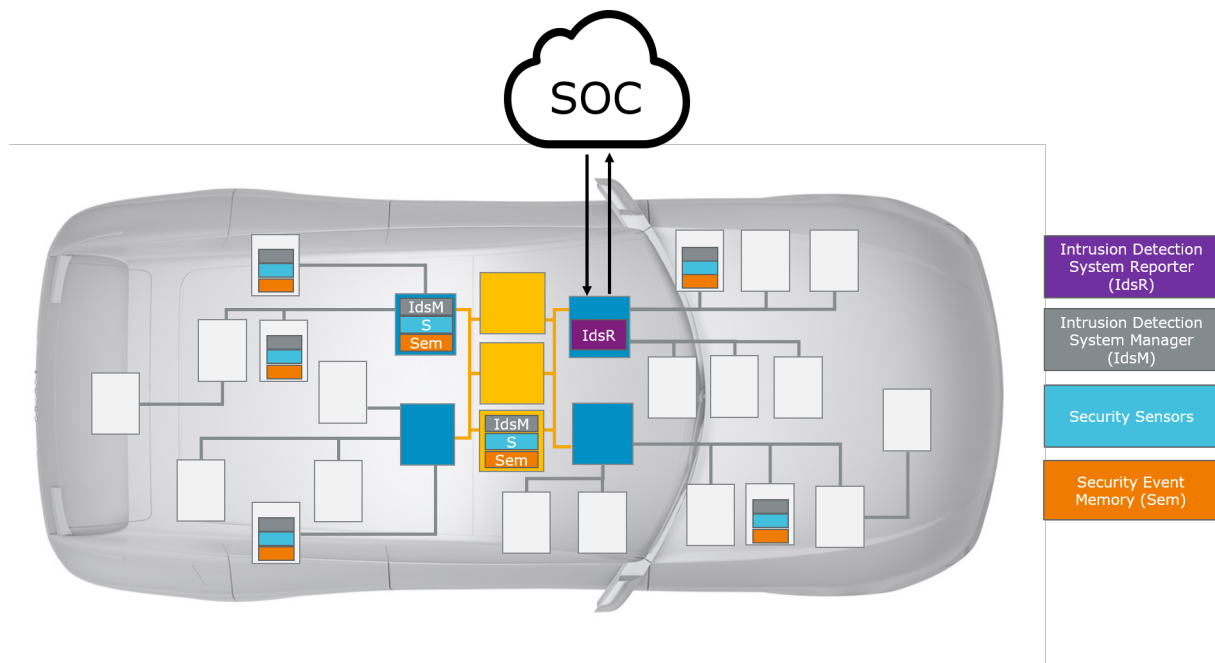 SOC
IdsM
S
Sem
IdsR
IdsM
S
Sem
Intrusion Detection
System Reporter
(IdsR)
Intrusion Detection
System Manager
(IdsM)
Security Sensors
Security Event
Memory (Sem)